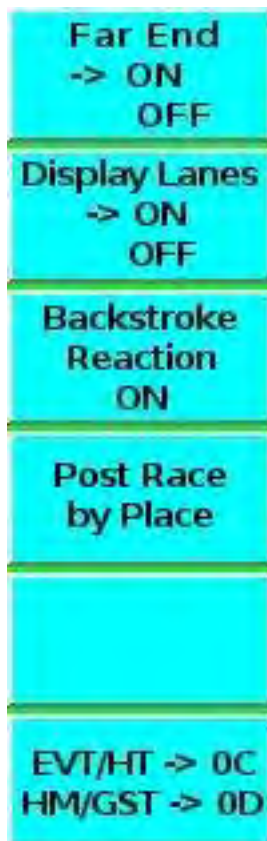 Far End
-> ON
OFF
Display Lanes
-> ON
OFF
Backstroke
Reaction
ON
Post Race
by Place
EVT/HT -> 0C
HM/GST -> 0D